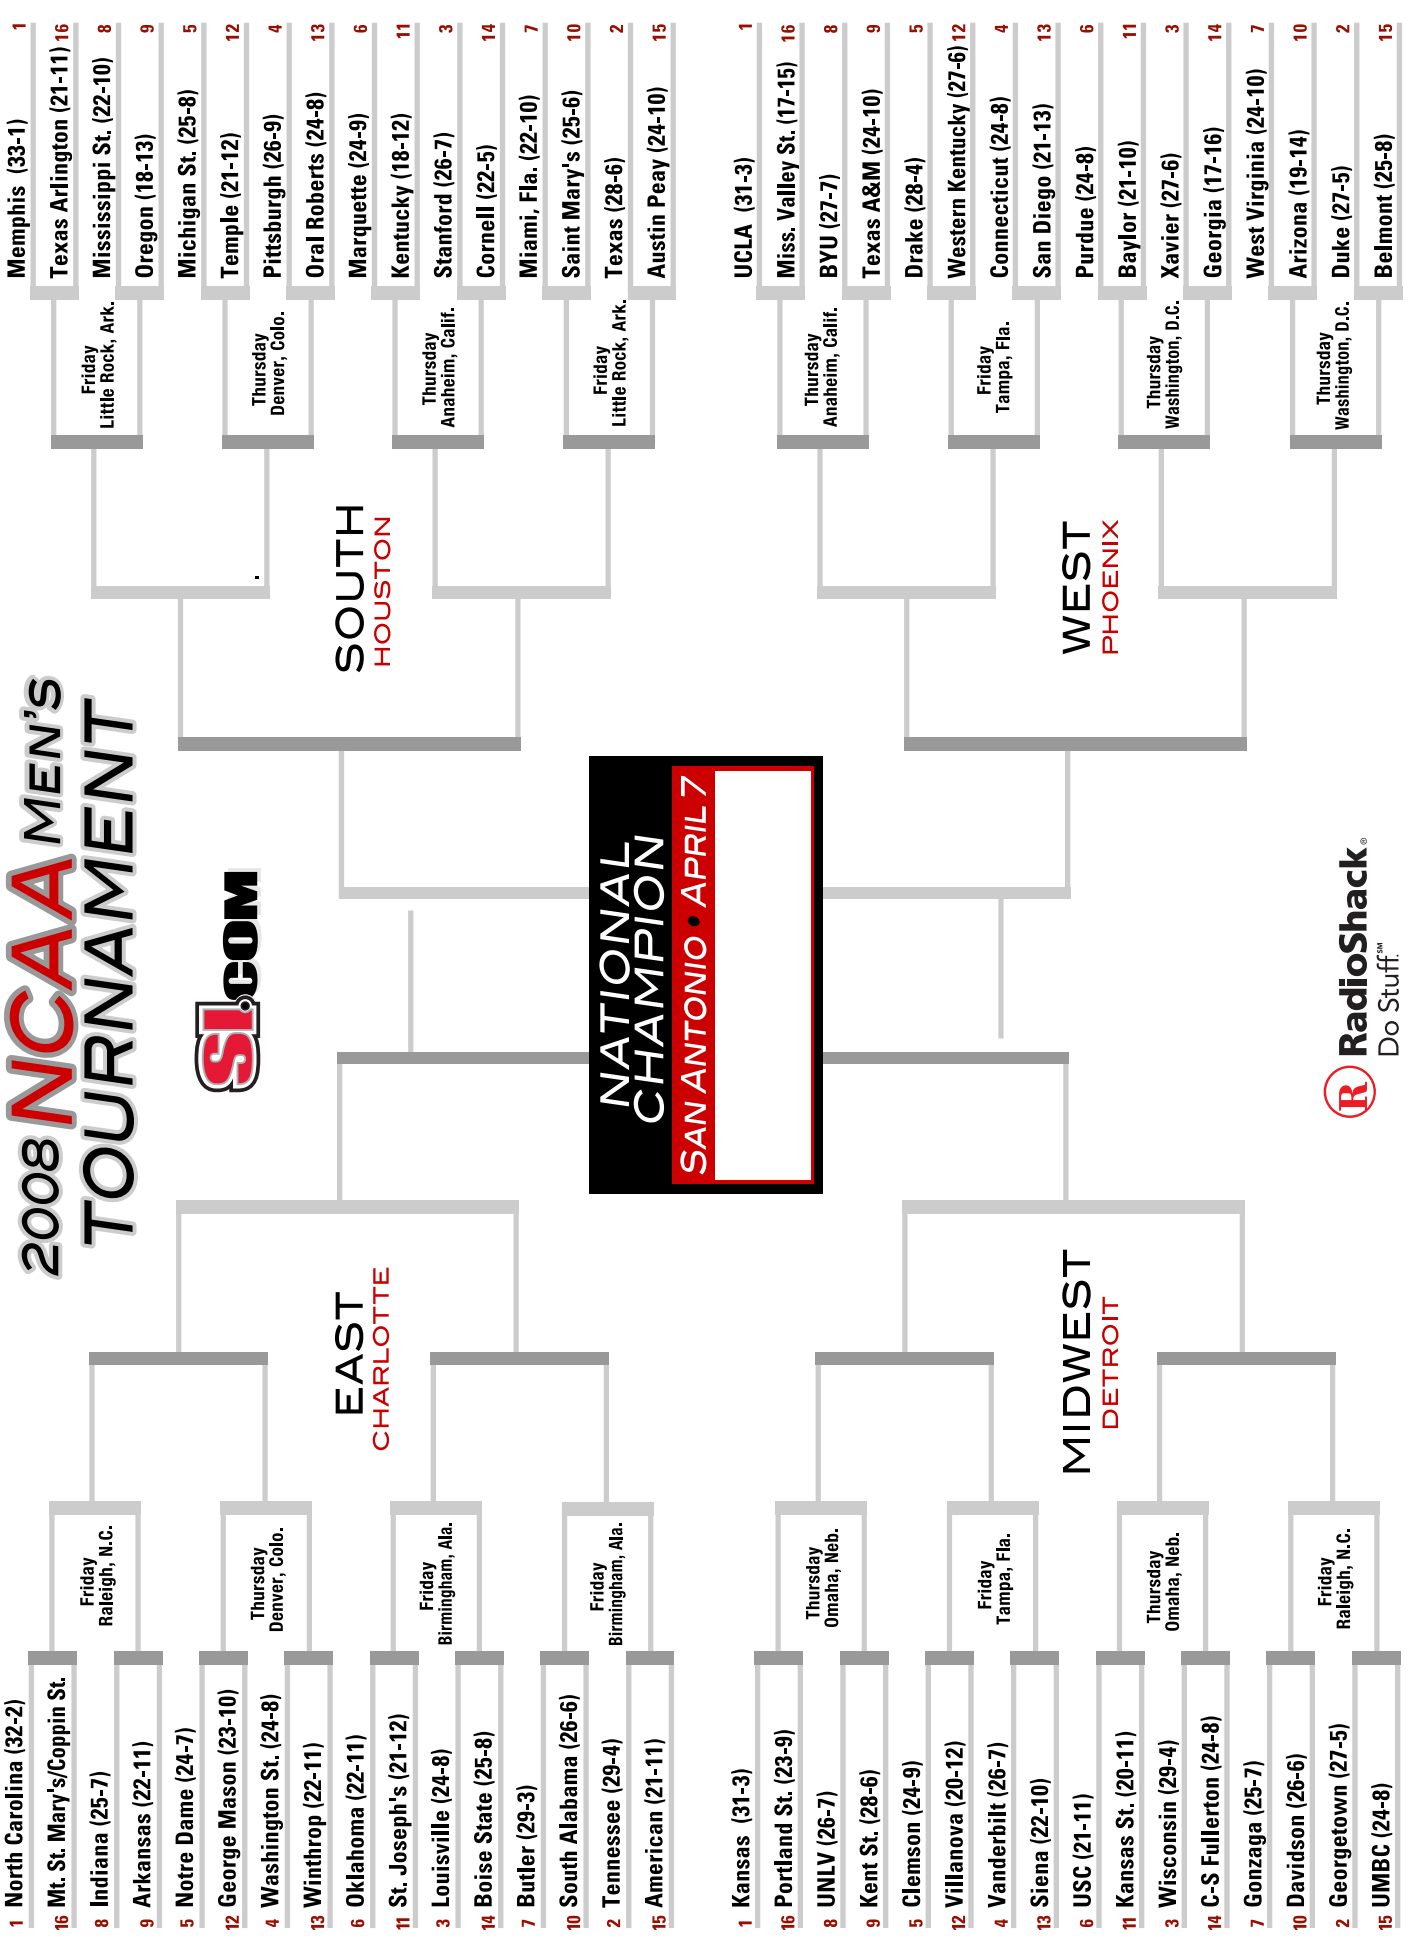 2008 NCAA MEN'S
TOURNAMENT
SI.COM
1 North Carolina (32-2)
16 Mt. St. Mary's/Coppin St.
8 Indiana (25-7)
9 Arkansas (22-11)
5 Notre Dame (24-7)
12 George Mason (23-10)
4 Washington St. (24-8)
13 Winthrop (22-11)
6 Oklahoma (22-11)
11 St. Joseph's (21-12)
3 Louisville (24-8)
14 Boise State (25-8)
7 Butler (29-3)
10 South Alabama (26-6)
2 Tennessee (29-4)
15 American (21-11)
Friday
Raleigh, N.C.
Thursday
Denver, Colo.
Friday
Birmingham, Ala.
Friday
Birmingham, Ala.
EAST
CHARLOTTE
Memphis (33-1) 1
Texas Arlington (21-11) 16
Mississippi St. (22-10) 8
Oregon (18-13) 9
Michigan St. (25-8) 5
Temple (21-12) 12
Pittsburgh (26-9) 4
Oral Roberts (24-8) 13
Marquette (24-9) 6
Kentucky (18-12) 11
Stanford (26-7) 3
Cornell (22-5) 14
Miami, Fla. (22-10) 7
Saint Mary's (25-6) 10
Texas (28-6) 2
Austin Peay (24-10) 15
Friday
Little Rock, Ark.
Thursday
Denver, Colo.
Thursday
Anaheim, Calif.
Friday
Little Rock, Ark.
SOUTH
HOUSTON
NATIONAL
CHAMPION
SAN ANTONIO • APRIL 7
1 Kansas (31-3)
16 Portland St. (23-9)
8 UNLV (26-7)
9 Kent St. (28-6)
5 Clemson (24-9)
12 Villanova (20-12)
4 Vanderbilt (26-7)
13 Siena (22-10)
6 USC (21-11)
11 Kansas St. (20-11)
3 Wisconsin (29-4)
14 C-S Fullerton (24-8)
7 Gonzaga (25-7)
10 Davidson (26-6)
2 Georgetown (27-5)
15 UMBC (24-8)
Thursday
Omaha, Neb.
Friday
Tampa, Fla.
Thursday
Omaha, Neb.
Friday
Raleigh, N.C.
MIDWEST
DETROIT
UCLA (31-3) 1
Miss. Valley St. (17-15) 16
BYU (27-7) 8
Texas A&M (24-10) 9
Drake (28-4) 5
Western Kentucky (27-6) 12
Connecticut (24-8) 4
San Diego (21-13) 13
Purdue (24-8) 6
Baylor (21-10) 11
Xavier (27-6) 3
Georgia (17-16) 14
West Virginia (24-10) 7
Arizona (19-14) 10
Duke (27-5) 2
Belmont (25-8) 15
Thursday
Anaheim, Calif.
Friday
Tampa, Fla.
Thursday
Washington, D.C.
Thursday
Washington, D.C.
WEST
PHOENIX
R RadioShack®
Do Stuff.℠